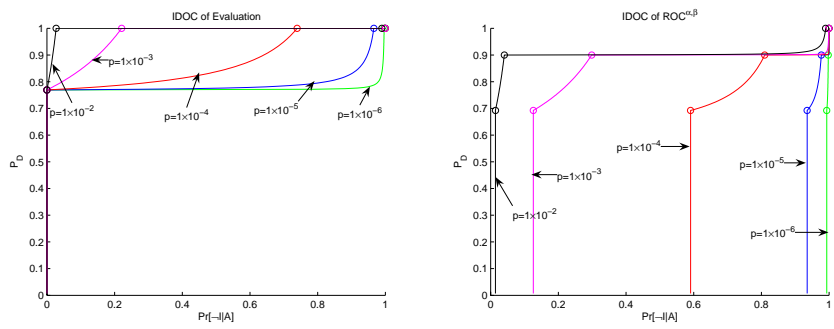 IDOC of Evaluation
1
0.9
0.8
0.7
0.6
0.5
0.4
0.3
0.2
0.1
0
P_D
p=1×10⁻³
p=1×10⁻²
p=1×10⁻⁴
p=1×10⁻⁵
p=1×10⁻⁶
0 0.2 0.4 0.6 0.8 1
Pr[¬I|A]
IDOC of ROC^α,β
1
0.9
0.8
0.7
0.6
0.5
0.4
0.3
0.2
0.1
0
P_D
p=1×10⁻⁴
p=1×10⁻⁵
p=1×10⁻³
p=1×10⁻²
p=1×10⁻⁶
0 0.2 0.4 0.6 0.8 1
Pr[¬I|A]